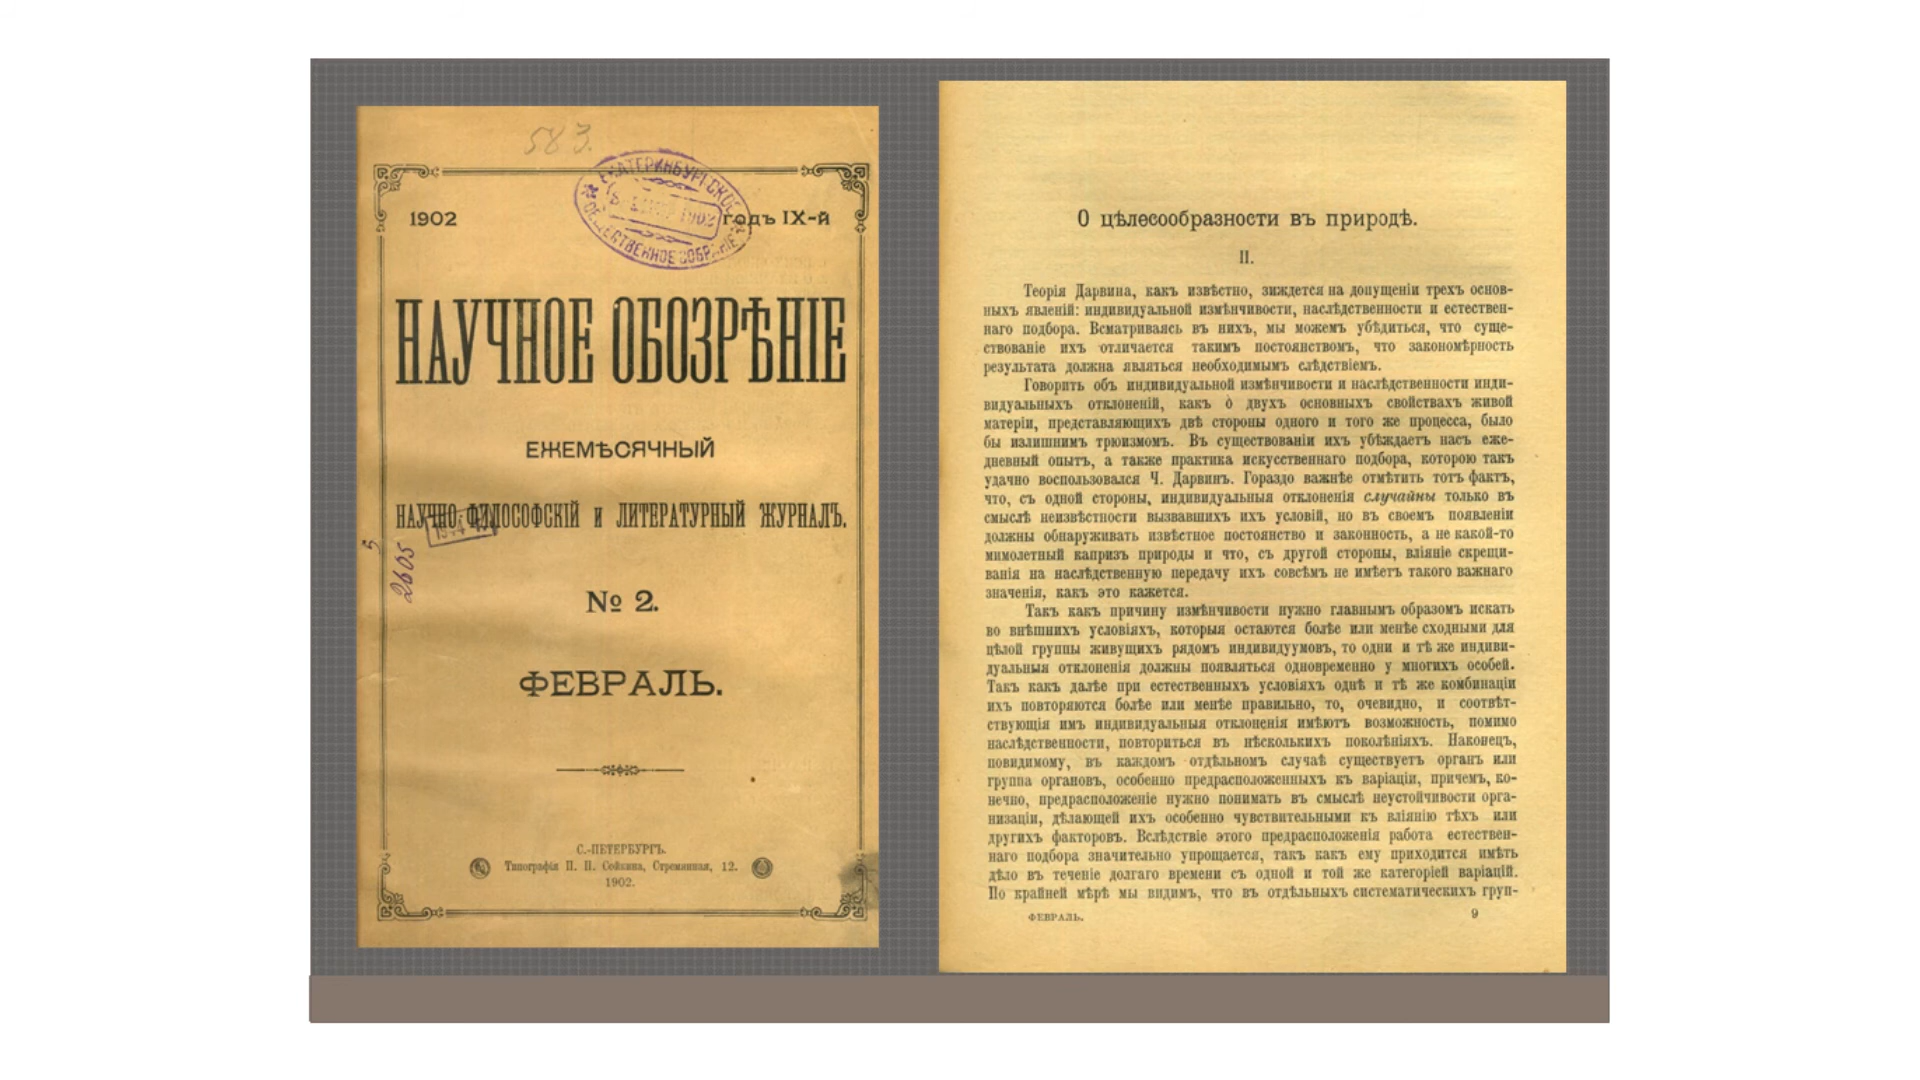 583.
ЕКАТЕРИНБУРГСКОЕ
1902
ОБЩЕСТВЕННОЕ СОБРАНIЕ
1902
годъ IX-й
НАУЧНОЕ ОБОЗРѢНІЕ
ЕЖЕМѢСЯЧНЫЙ
НАУЧНО-ФИЛОСОФСКІЙ и ЛИТЕРАТУРНЫЙ ЖУРНАЛЪ.
2605
№ 2.
ФЕВРАЛЬ.
С.-ПЕТЕРБУРГЪ.
Типографія П. П. Сойкина, Стремянная, 12.
1902.
О цѣлесообразности въ природѣ.
II.
Теорія Дарвина, какъ извѣстно, зиждется на допущеніи трехъ основ-
ныхъ явленій: индивидуальной измѣнчивости, наслѣдственности и естествен-
наго подбора. Всматриваясь въ нихъ, мы можемъ убѣдиться, что суще-
ствованіе ихъ отличается такимъ постоянствомъ, что закономѣрность
результата должна являться необходимымъ слѣдствіемъ.
Говорить объ индивидуальной измѣнчивости и наслѣдственности инди-
видуальныхъ отклоненій, какъ о двухъ основныхъ свойствахъ живой
матеріи, представляющихъ двѣ стороны одного и того же процесса, было
бы излишнимъ трюизмомъ. Въ существованіи ихъ убѣждаетъ насъ еже-
дневный опытъ, а также практика искусственнаго подбора, которою такъ
удачно воспользовался Ч. Дарвинъ. Гораздо важнѣе отмѣтить тотъ фактъ,
что, съ одной стороны, индивидуальныя отклоненія случайны только въ
смыслѣ неизвѣстности вызвавшихъ ихъ условій, но въ своемъ появленіи
должны обнаруживать извѣстное постоянство и законность, а не какой-то
мимолетный капризъ природы и что, съ другой стороны, вліяніе скрещи-
ванія на наслѣдственную передачу ихъ совсѣмъ не имѣетъ такого важнаго
значенія, какъ это кажется.
Такъ какъ причину измѣнчивости нужно главнымъ образомъ искать
во внѣшнихъ условіяхъ, которыя остаются болѣе или менѣе сходными для
цѣлой группы живущихъ рядомъ индивидуумовъ, то одни и тѣ же индиви-
дуальныя отклоненія должны появляться одновременно у многихъ особей.
Такъ какъ далѣе при естественныхъ условіяхъ однѣ и тѣ же комбинаціи
ихъ повторяются болѣе или менѣе правильно, то, очевидно, и соотвѣт-
ствующія имъ индивидуальныя отклоненія имѣютъ возможность, помимо
наслѣдственности, повториться въ нѣсколькихъ поколѣніяхъ. Наконецъ,
повидимому, въ каждомъ отдѣльномъ случаѣ существуетъ органъ или
группа органовъ, особенно предрасположенныхъ къ варіаціи, причемъ, ко-
нечно, предрасположеніе нужно понимать въ смыслѣ неустойчивости орга-
низаціи, дѣлающей ихъ особенно чувствительными къ вліянію тѣхъ или
другихъ факторовъ. Вслѣдствіе этого предрасположенія работа естествен-
наго подбора значительно упрощается, такъ какъ ему приходится имѣть
дѣло въ теченіе долгаго времени съ одной и той же категоріей варіацій.
По крайней мѣрѣ мы видимъ, что въ отдѣльныхъ систематическихъ груп-
ФЕВРАЛЬ.
9